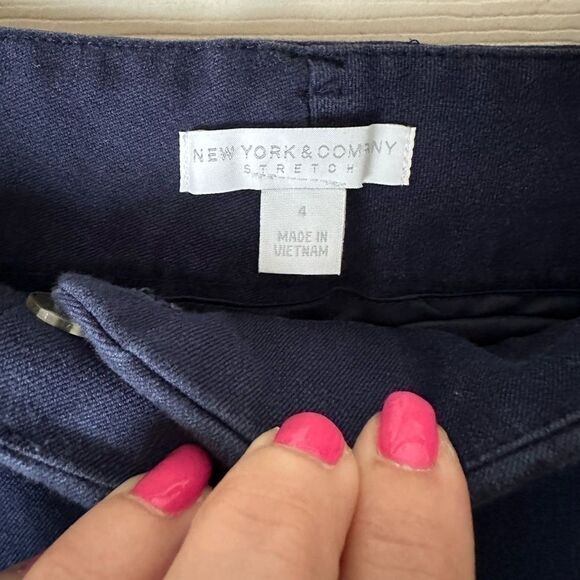 NEW YORK & COMPANY
STRETCH
4
MADE IN
VIETNAM